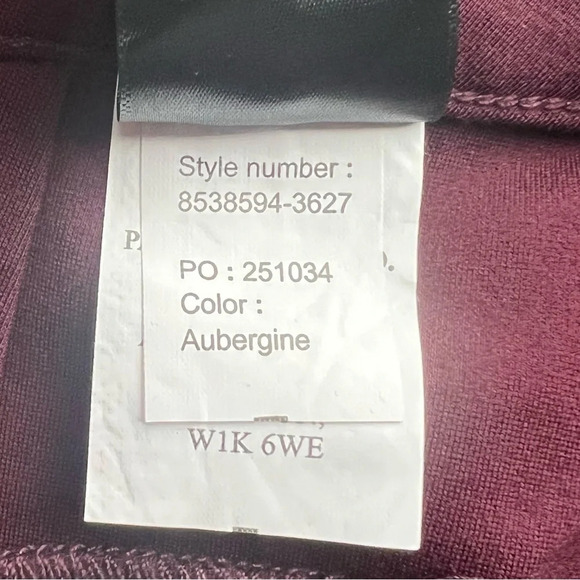 Style number :
8538594-3627
PO : 251034
Color :
Aubergine
W1K 6WE